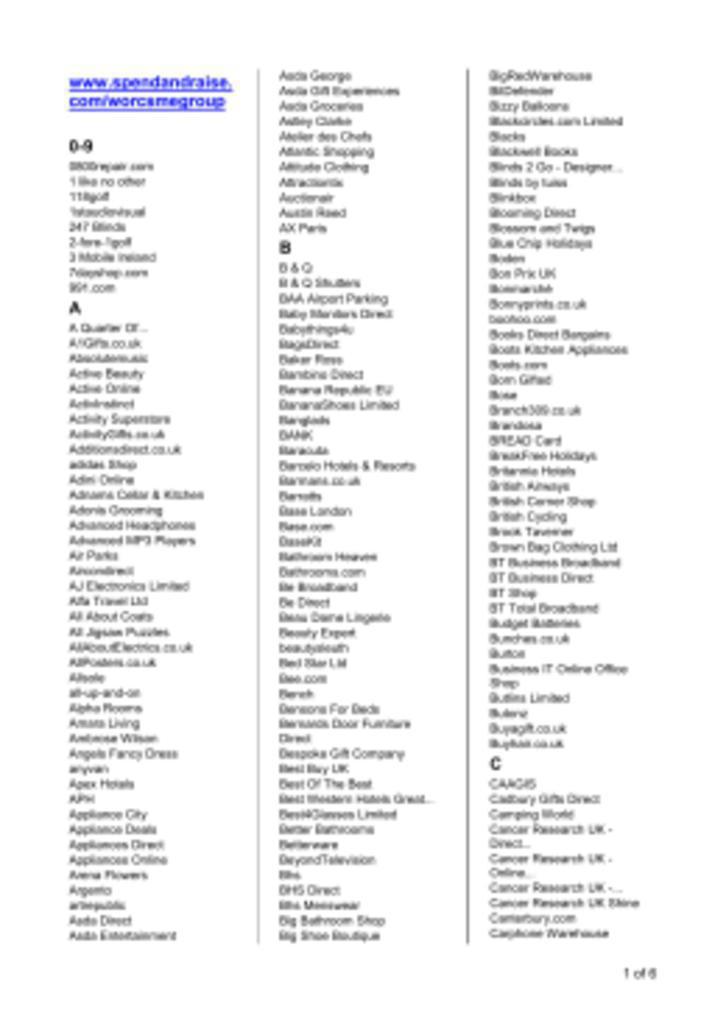 www.spendandraise.
com/worcsmegroup
0-9
0800repair.com
1 like no other
118golf
1staudiovisual
247 Blinds
2-fore-1golf
3 Mobile Ireland
7dayshop.com
991.com
A
A Quarter Of...
A1Gifts.co.uk
Absolutemusic
Active Beauty
Active Online
ActivInstinct
Activity Superstore
ActivityGifts.co.uk
Additionsdirect.co.uk
adidas Shop
Adini Online
Adnams Cellar & Kitchen
Adonis Grooming
Advanced Headphones
Advanced MP3 Players
Air Parks
Aircondirect
AJ Electronics Limited
Alfa Travel Ltd
All About Coats
All Jigsaw Puzzles
AllAboutElectrics.co.uk
AllPosters.co.uk
Allsole
all-up-and-on
Alpha Rooms
Amara Living
Ambrose Wilson
Angels Fancy Dress
anyvan
Apex Hotels
APH
Appliance City
Appliance Deals
Appliances Direct
Appliances Online
Arena Flowers
Argento
artrepublic
Asda Direct
Asda Entertainment
Asda George
Asda Gift Experiences
Asda Groceries
Astley Clarke
Atelier des Chefs
Atlantic Shopping
Attitude Clothing
Attractiontix
Auctionair
Austin Reed
AX Paris
B
B & Q
B & Q Shutters
BAA Airport Parking
Baby Monitors Direct
Babythings4u
BagsDirect
Baker Ross
Bambino Direct
Banana Republic EU
BananaShoes Limited
Banglads
BANK
Baracuta
Barcelo Hotels & Resorts
Barmans.co.uk
Barratts
Base London
Base.com
BaseKit
Bathroom Heaven
Bathrooms.com
Be Broadband
Be Direct
Beau Dame Lingerie
Beauty Expert
beautysleuth
Bed Star Ltd
Bee.com
Bench
Bensons For Beds
Bernards Door Furniture
Direct
Bespoke Gift Company
Best Buy UK
Best Of The Best
Best Western Hotels Great...
Best4Glasses Limited
Better Bathrooms
Betterware
BeyondTelevision
Bhs
BHS Direct
Bhs Menswear
Big Bathroom Shop
Big Shoe Boutique
BigRedWarehouse
BitDefender
Bizzy Balloons
Blackcircles.com Limited
Blacks
Blackwell Books
Blinds 2 Go - Designer...
Blinds by tuiss
Blinkbox
Blooming Direct
Blossom and Twigs
Blue Chip Holidays
Boden
Bon Prix UK
Bonmarché
Bonnyprints.co.uk
boohoo.com
Books Direct Bargains
Boots Kitchen Appliances
Boots.com
Born Gifted
Bose
Branch309.co.uk
Brandosa
BREAD Card
BreakFree Holidays
Britannia Hotels
British Airways
British Corner Shop
British Cycling
Brook Taverner
Brown Bag Clothing Ltd
BT Business Broadband
BT Business Direct
BT Shop
BT Total Broadband
Budget Batteries
Bunches.co.uk
Burton
Business IT Online Office
Shop
Butlins Limited
Butenz
Buyagift.co.uk
Buyhair.co.uk
C
CAAGIS
Cadbury Gifts Direct
Camping World
Cancer Research UK -
Direct...
Cancer Research UK -
Online...
Cancer Research UK -...
Cancer Research UK Shine
Canterbury.com
Carphone Warehouse
1 of 6